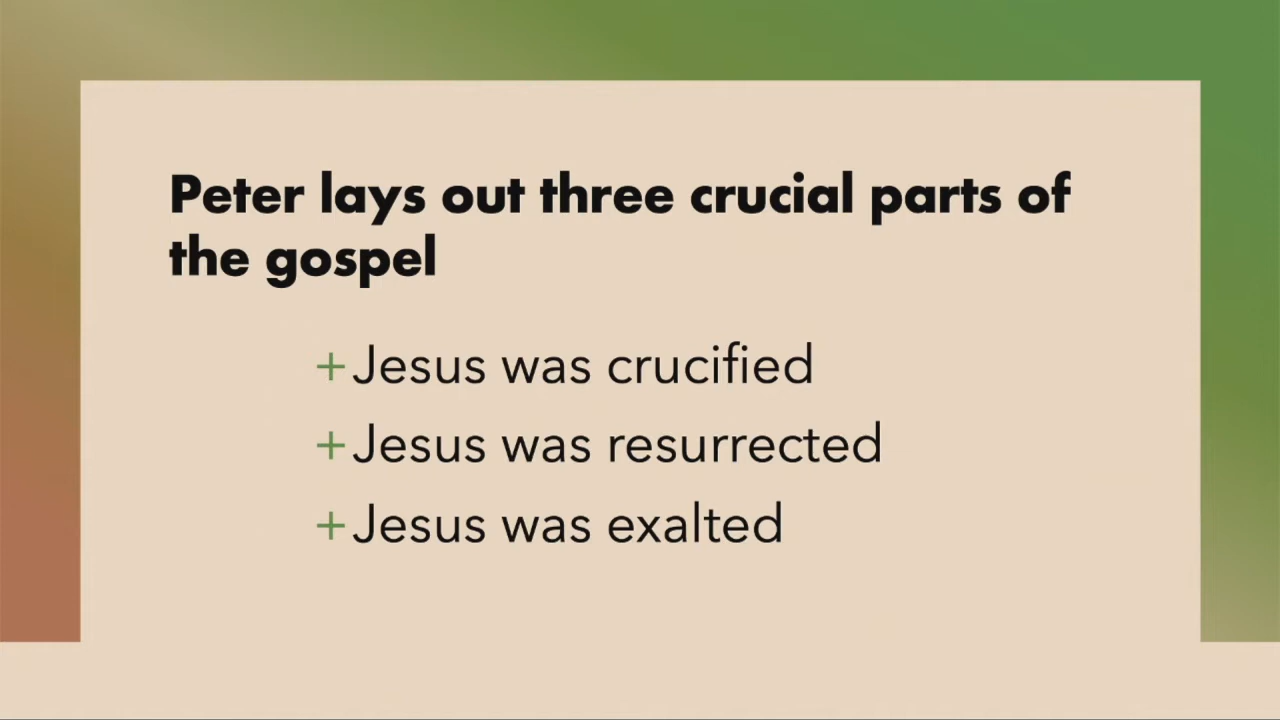 Peter lays out three crucial parts of
the gospel
+Jesus was crucified
+Jesus was resurrected
+Jesus was exalted